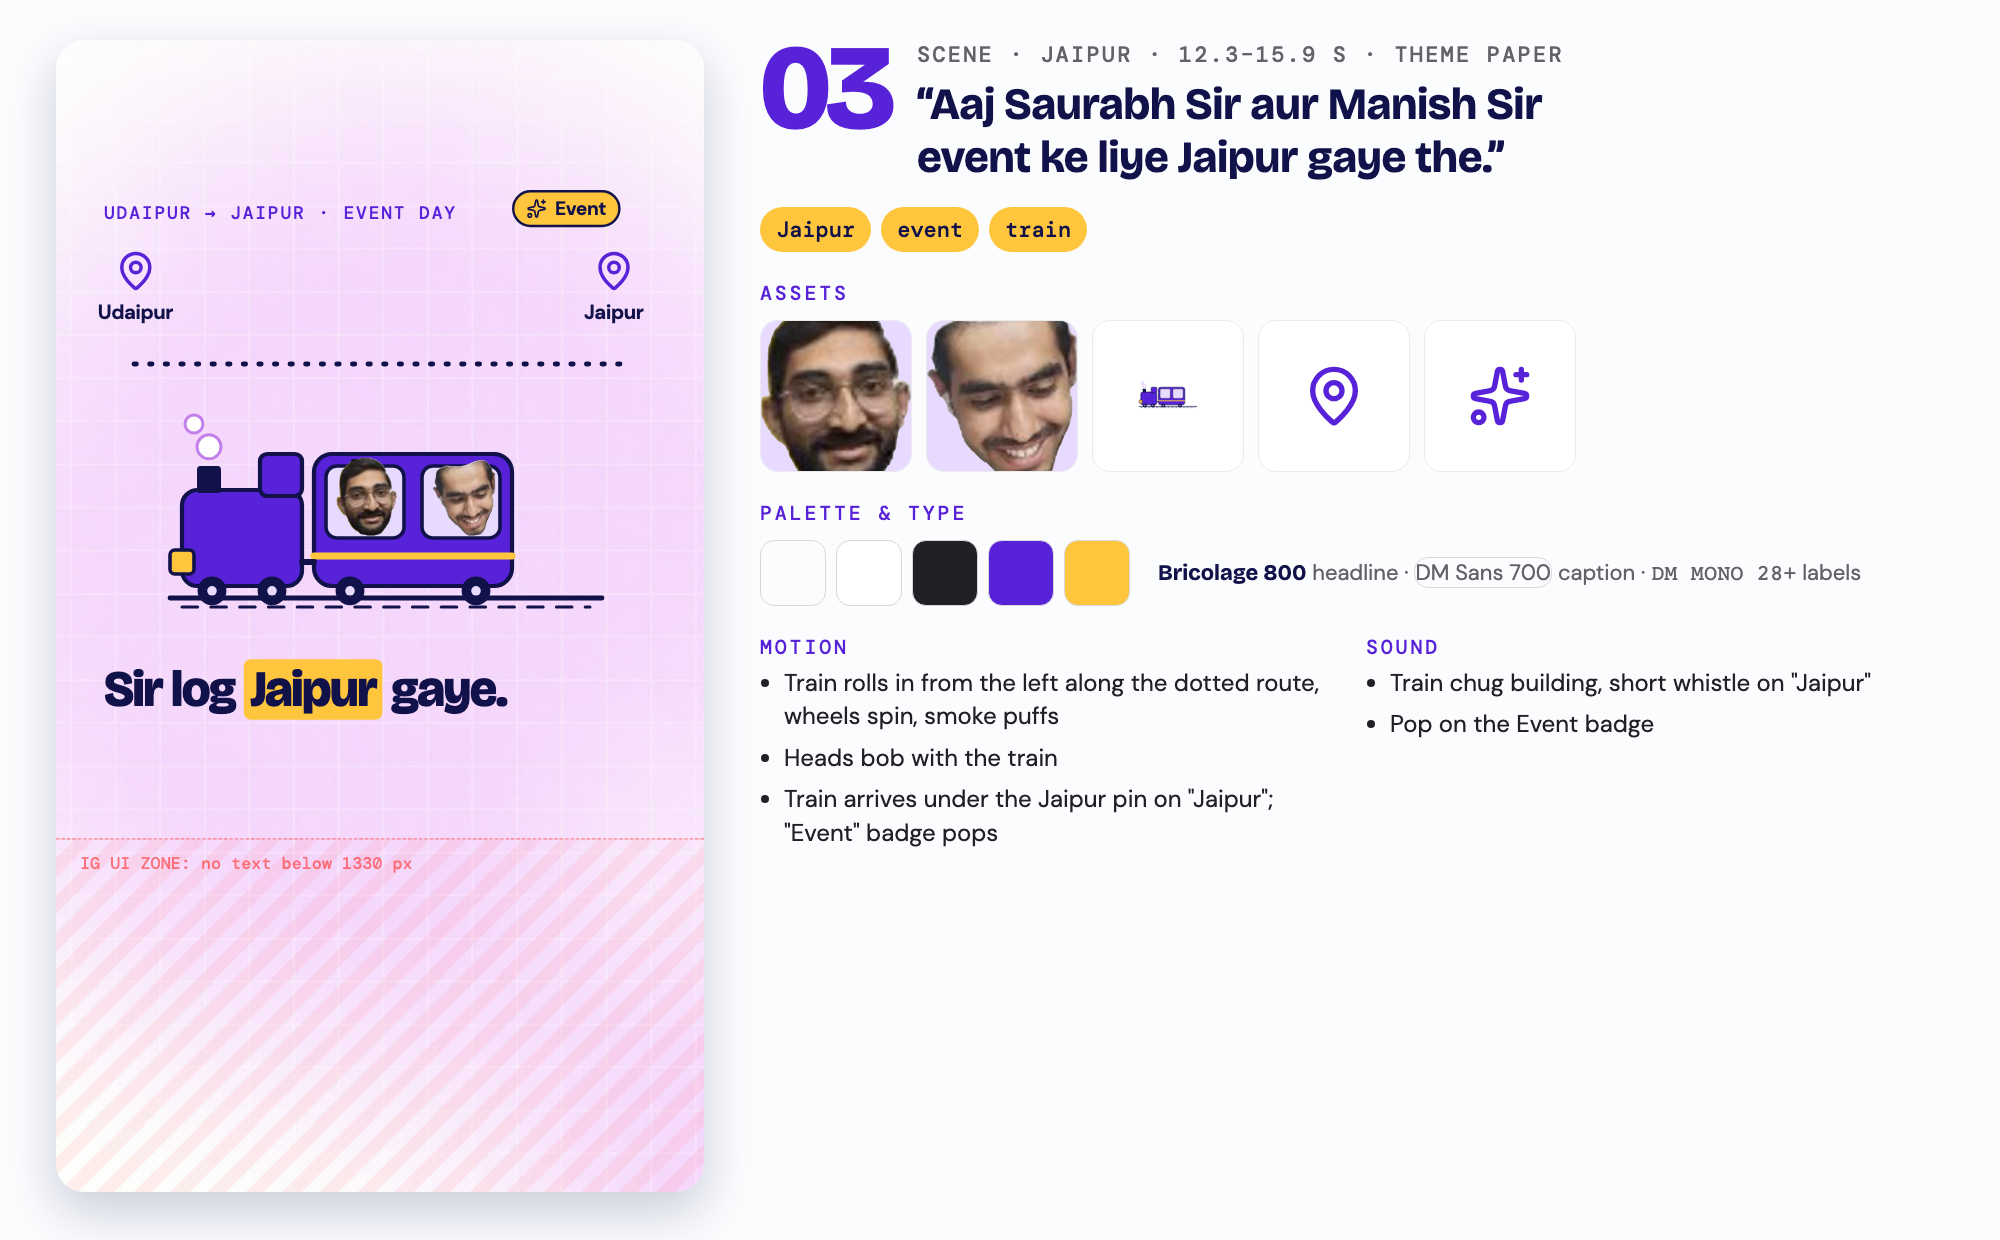 UDAIPUR → JAIPUR · EVENT DAY
Event
Udaipur
Jaipur
Sir log Jaipur gaye.
IG UI ZONE: no text below 1330 px
03
SCENE · JAIPUR · 12.3–15.9 S · THEME PAPER
“Aaj Saurabh Sir aur Manish Sir
event ke liye Jaipur gaye the.”
Jaipur
event
train
ASSETS
PALETTE & TYPE
Bricolage 800 headline · DM Sans 700 caption · DM MONO 28+ labels
MOTION
• Train rolls in from the left along the dotted route,
wheels spin, smoke puffs
• Heads bob with the train
• Train arrives under the Jaipur pin on "Jaipur";
"Event" badge pops
SOUND
• Train chug building, short whistle on "Jaipur"
• Pop on the Event badge